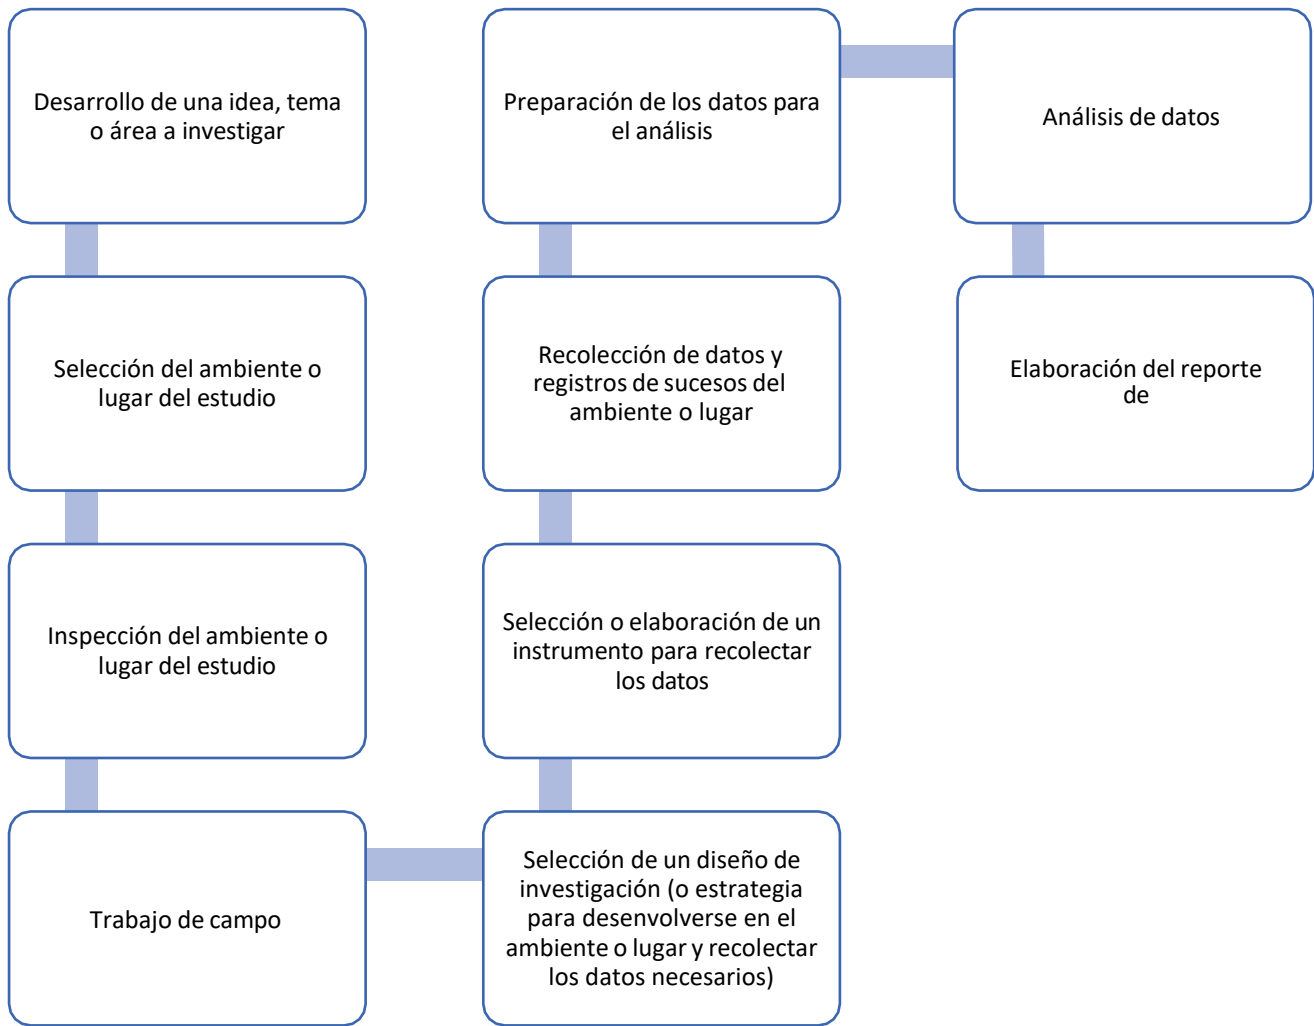 Desarrollo de una idea, tema
o área a investigar
Selección del ambiente o
lugar del estudio
Inspección del ambiente o
lugar del estudio
Trabajo de campo
Selección de un diseño de
investigación (o estrategia
para desenvolverse en el
ambiente o lugar y recolectar
los datos necesarios)
Selección o elaboración de un
instrumento para recolectar
los datos
Recolección de datos y
registros de sucesos del
ambiente o lugar
Preparación de los datos para
el análisis
Análisis de datos
Elaboración del reporte
de